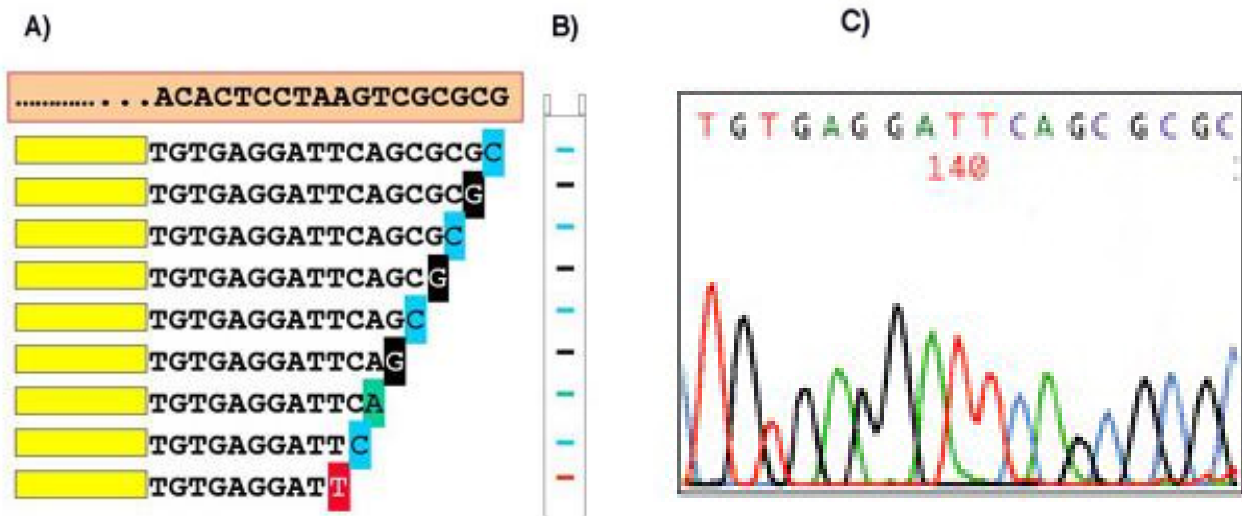 A)
B)
C)
............ . . .ACACTCCTAAGTCGCGCG
TGTGAGGATTCAGCGCGC
TGTGAGGATTCAGCGCG
TGTGAGGATTCAGCGC
TGTGAGGATTCAGCG
TGTGAGGATTCAGC
TGTGAGGATTCAG
TGTGAGGATTCA
TGTGAGGATTC
TGTGAGGATT
T G T G A G G A T T C A G C G C G C
140